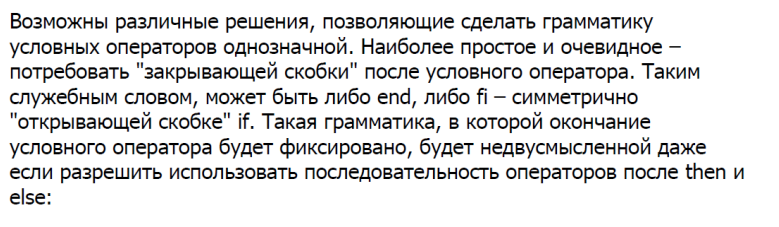 Возможны различные решения, позволяющие сделать грамматику
условных операторов однозначной. Наиболее простое и очевидное –
потребовать "закрывающей скобки" после условного оператора. Таким
служебным словом, может быть либо end, либо fi – симметрично
"открывающей скобке" if. Такая грамматика, в которой окончание
условного оператора будет фиксировано, будет недвусмысленной даже
если разрешить использовать последовательность операторов после then и
else: